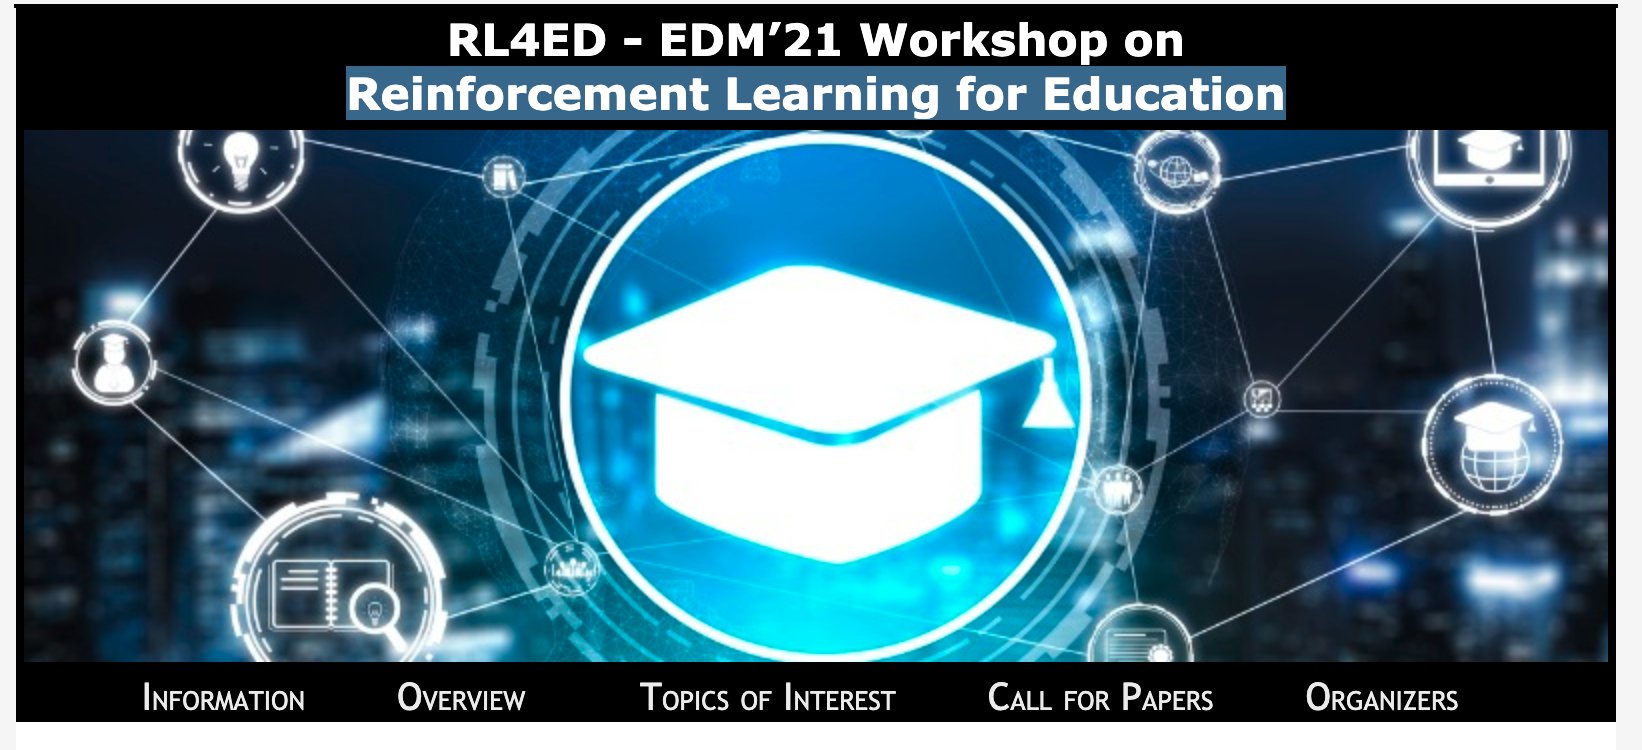 RL4ED - EDM’21 Workshop on
Reinforcement Learning for Education
Information Overview Topics of Interest Call for Papers Organizers